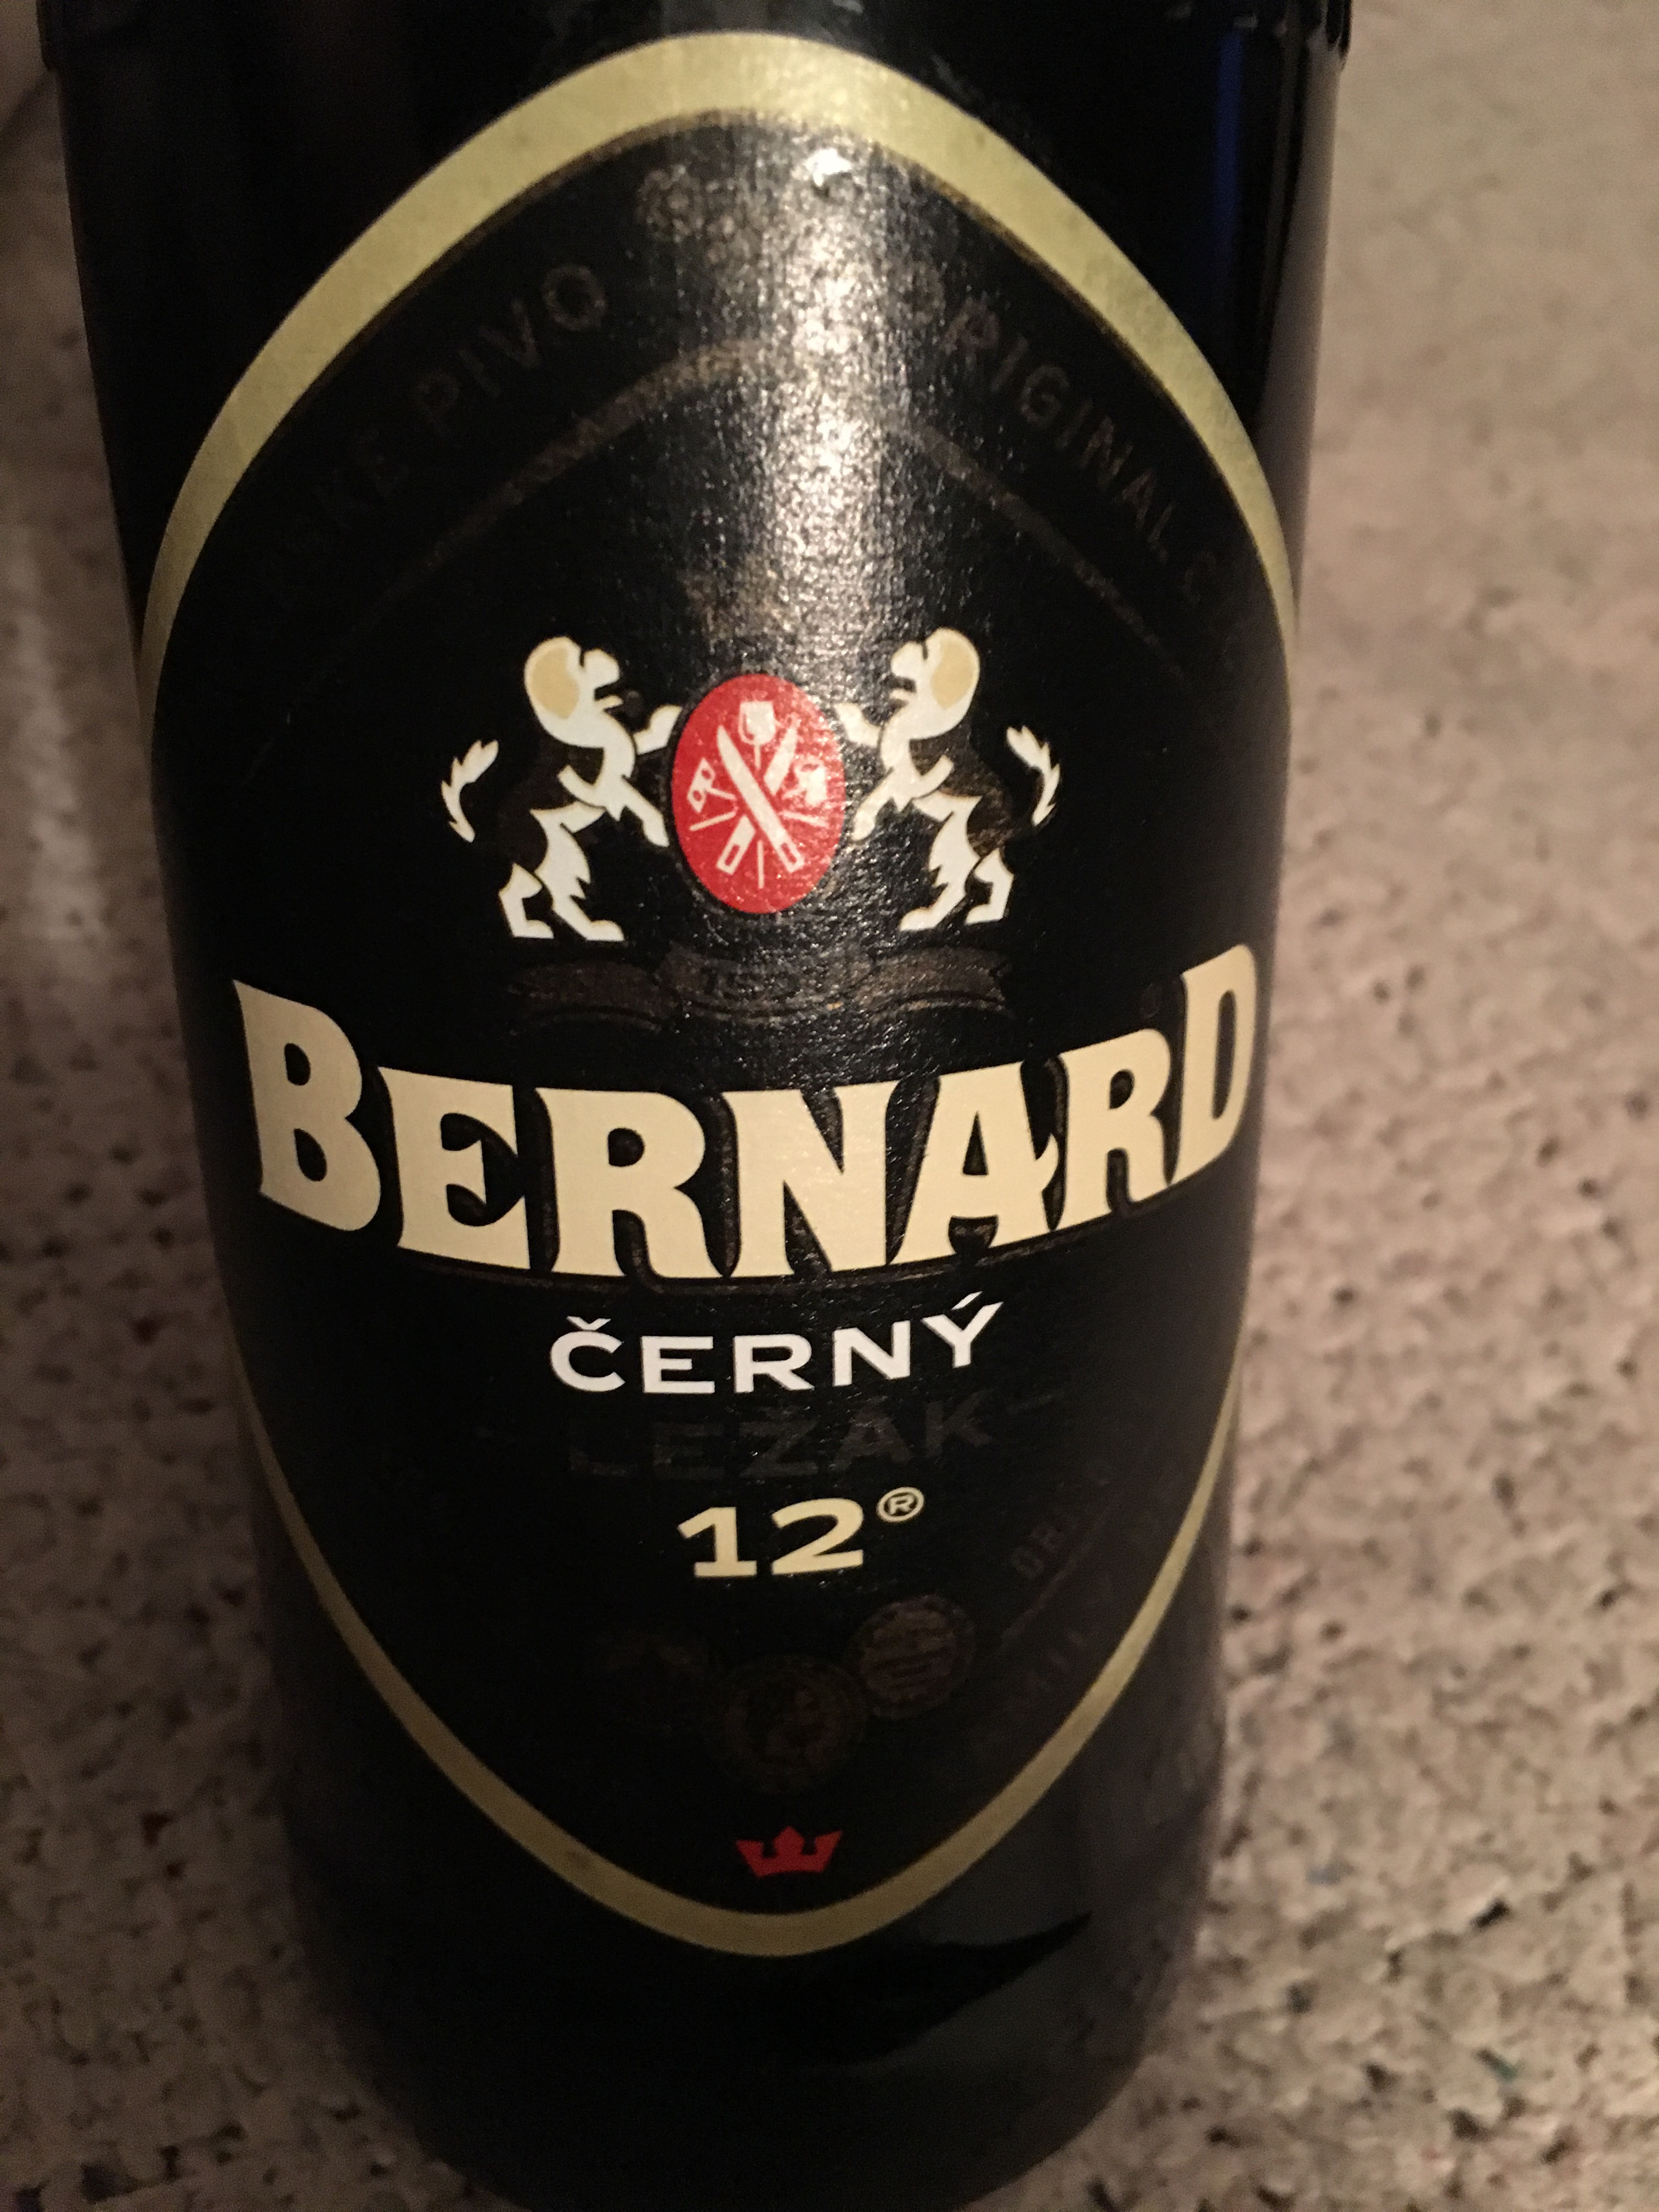 PIVO
ORIGINAL
BERNARD
ČERNÝ
LEŽÁK
12®